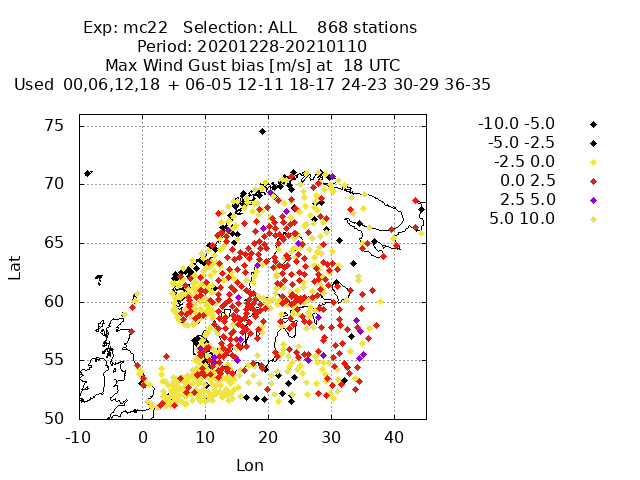 Exp: mc22 Selection: ALL 868 stations
Period: 20201228-20210110
Max Wind Gust bias [m/s] at 18 UTC
Used 00,06,12,18 + 06-05 12-11 18-17 24-23 30-29 36-35
-10.0 -5.0
-5.0 -2.5
-2.5 0.0
0.0 2.5
2.5 5.0
5.0 10.0
75
70
65
60
55
50
Lat
-10 0 10 20 30 40
Lon